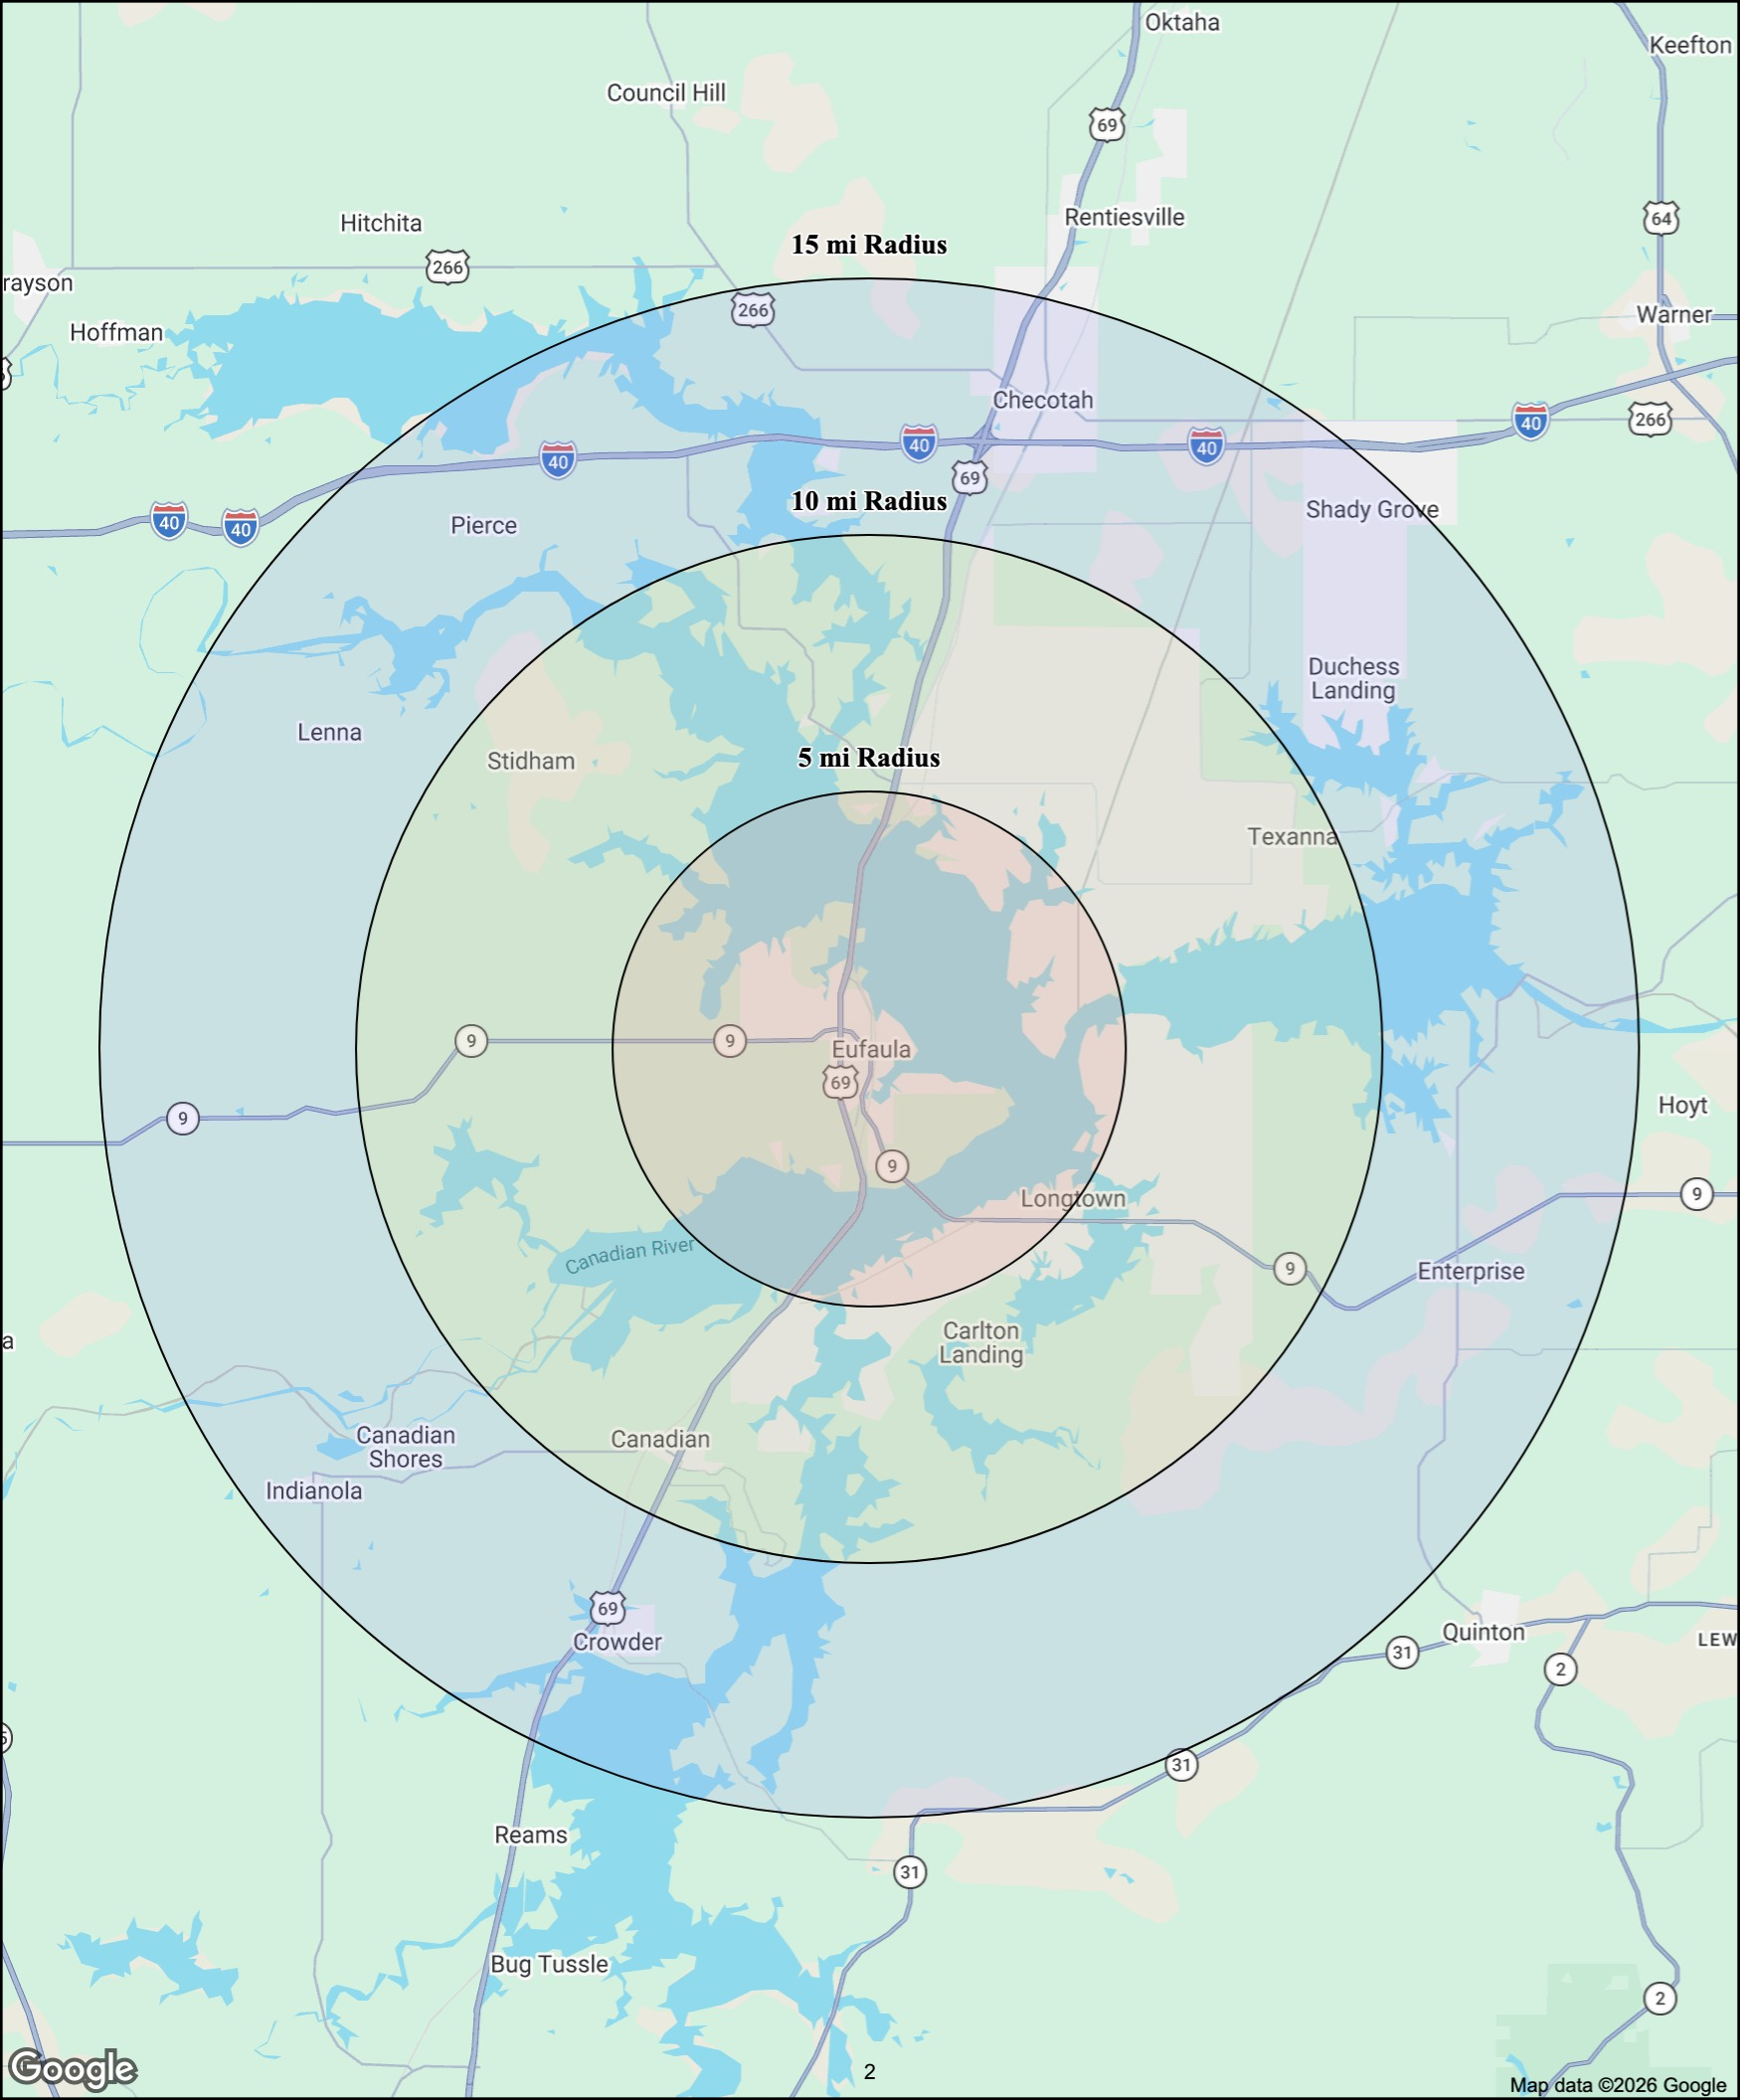 Oktaha
Keefton
Council Hill
69
Rentiesville
64
Hitchita
15 mi Radius
266
rayson
266
Warner
Hoffman
Checotah
40
266
40
40
40
69
10 mi Radius
Shady Grove
40
40
Pierce
Duchess
Landing
Lenna
Stidham
5 mi Radius
Texanna
9
9
Eufaula
69
Hoyt
9
9
Longtown
9
Canadian River
9
Enterprise
a
Carlton
Landing
Canadian
Shores
Canadian
Indianola
69
Crowder
Quinton
LEW
31
2
31
Reams
31
Bug Tussle
2
Google
2
Map data ©2026 Google